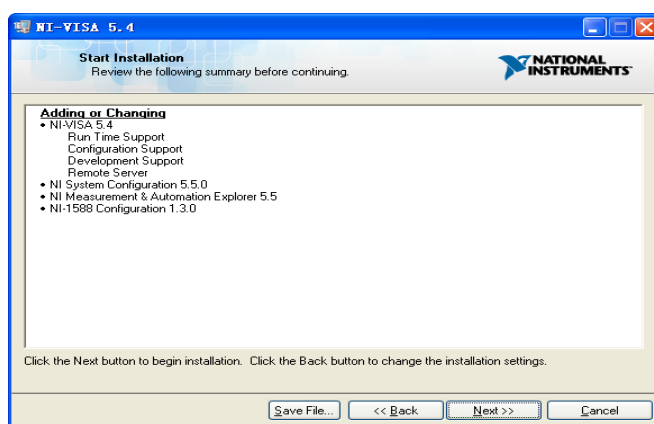 NI-VISA 5.4
Start Installation
Review the following summary before continuing.
NATIONAL
INSTRUMENTS™
Adding or Changing
• NI-VISA 5.4
Run Time Support
Configuration Support
Development Support
Remote Server
• NI System Configuration 5.5.0
• NI Measurement & Automation Explorer 5.5
• NI-1588 Configuration 1.3.0
Click the Next button to begin installation.  Click the Back button to change the installation settings.
Save File... << Back Next >> Cancel